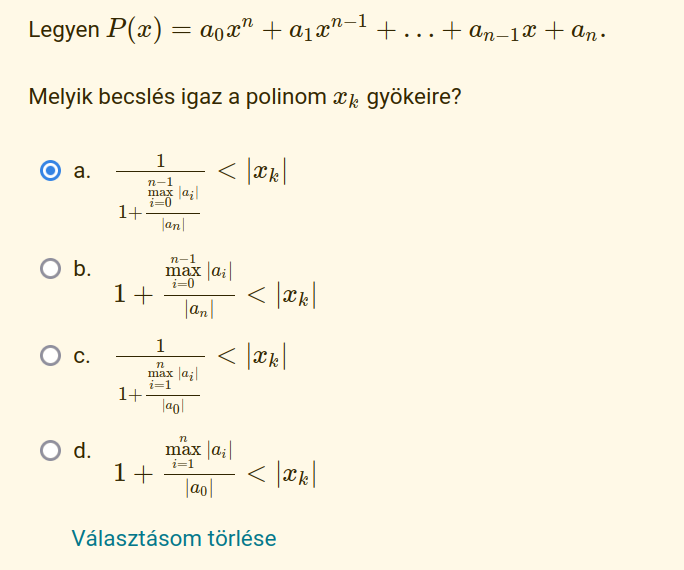 Legyen $P(x) = a_0x^n + a_1x^{n-1} + \ldots + a_{n-1}x + a_n.$
Melyik becslés igaz a polinom $x_k$ gyökeire?
a. $\frac{1}{1+\frac{\max_{i=0}^{n-1}|a_i|}{|a_n|}} < |x_k|$
b. $1 + \frac{\max_{i=0}^{n-1}|a_i|}{|a_n|} < |x_k|$
c. $\frac{1}{1+\frac{\max_{i=1}^{n}|a_i|}{|a_0|}} < |x_k|$
d. $1 + \frac{\max_{i=1}^{n}|a_i|}{|a_0|} < |x_k|$
Választásom törlése